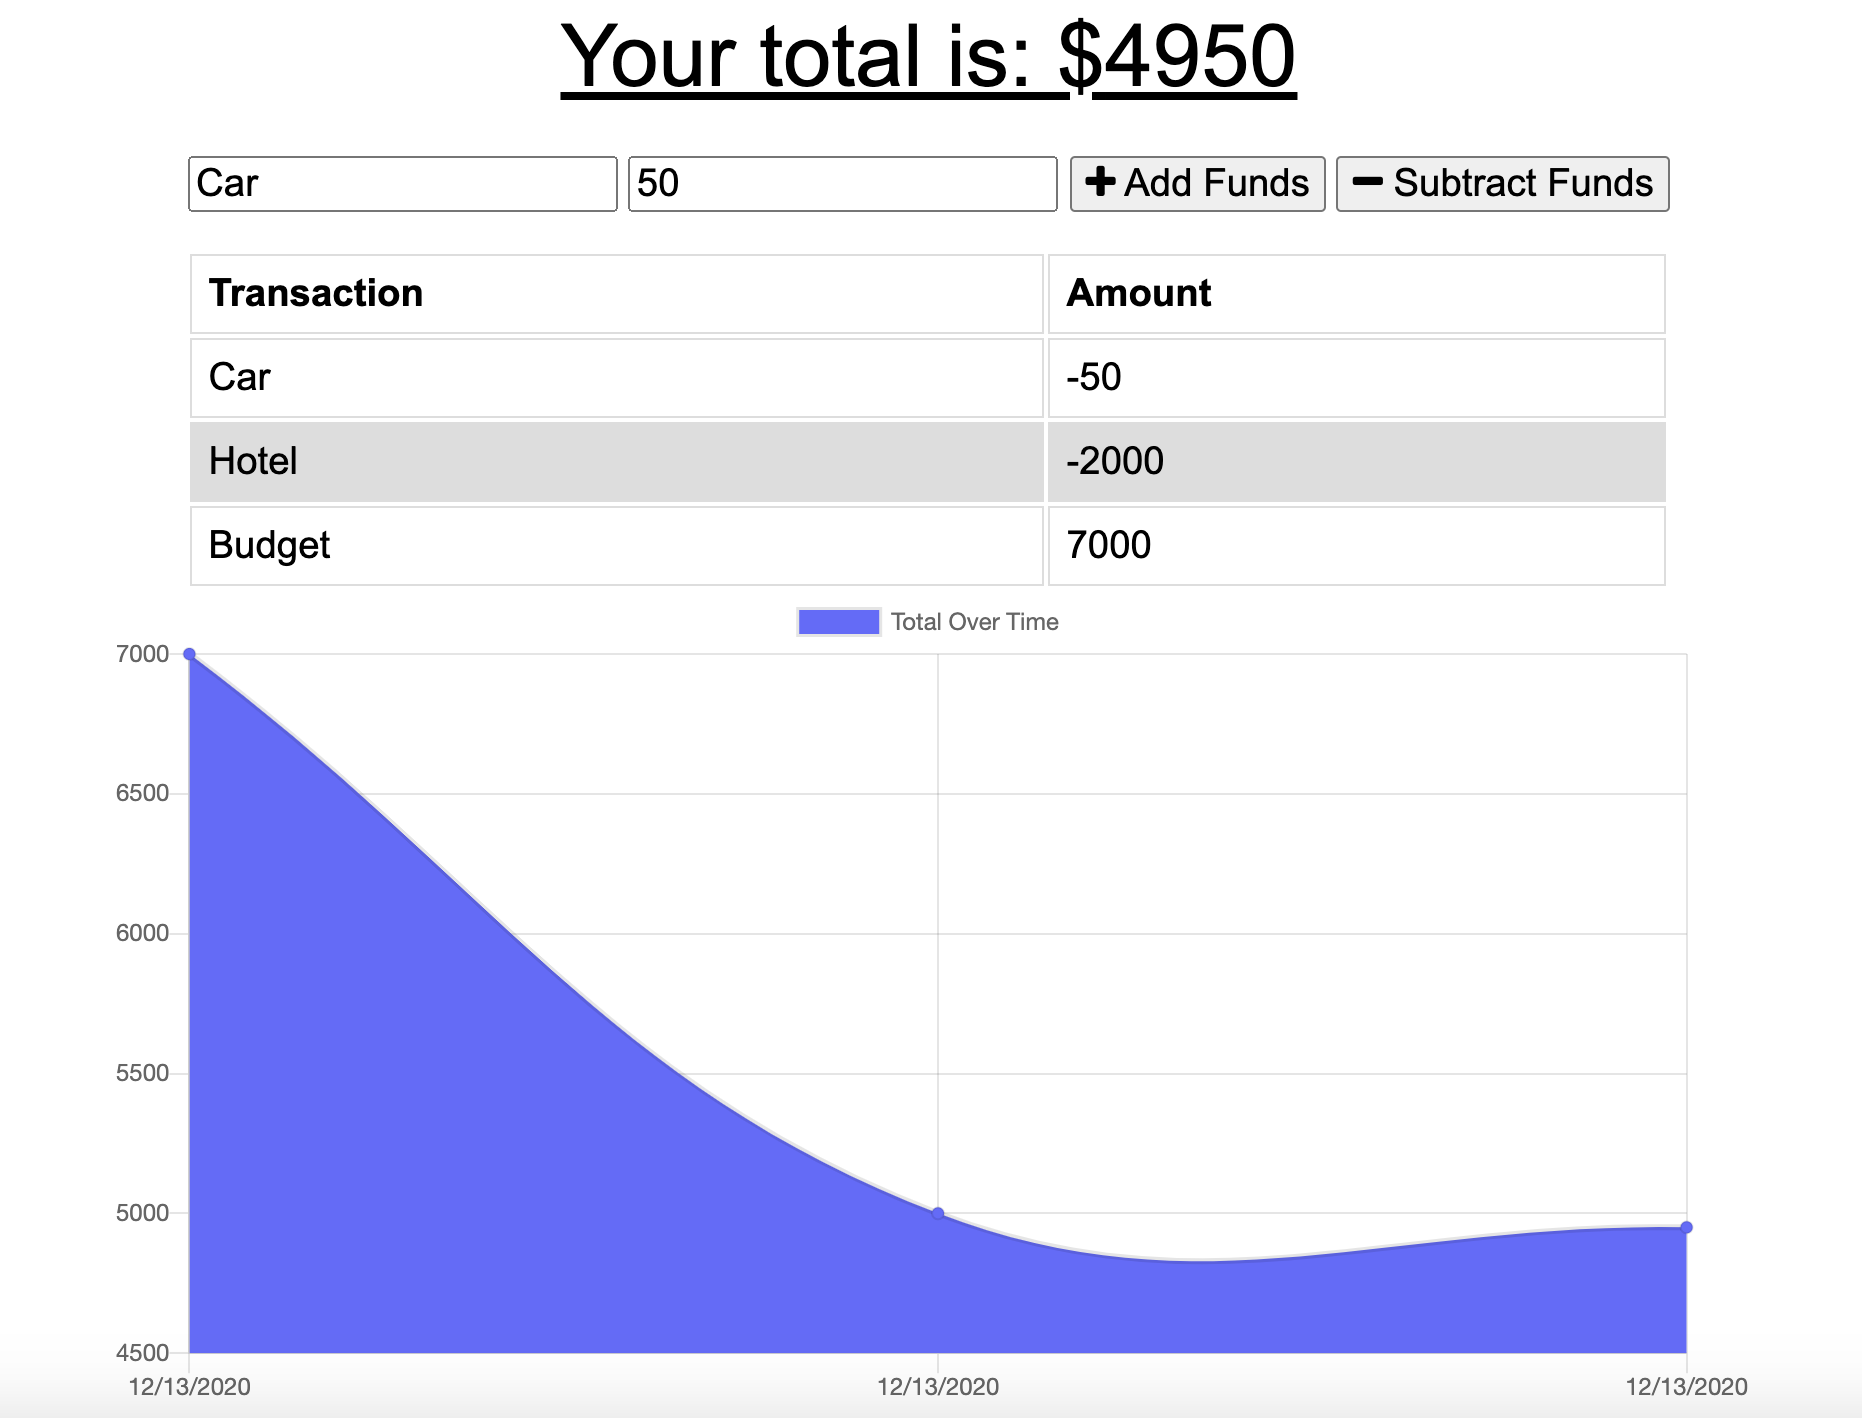 Your total is: $4950
Car 50 Add Funds Subtract Funds
Transaction Amount
Car -50
Hotel -2000
Budget 7000
Total Over Time
7000
6500
6000
5500
5000
4500
12/13/2020 12/13/2020 12/13/2020